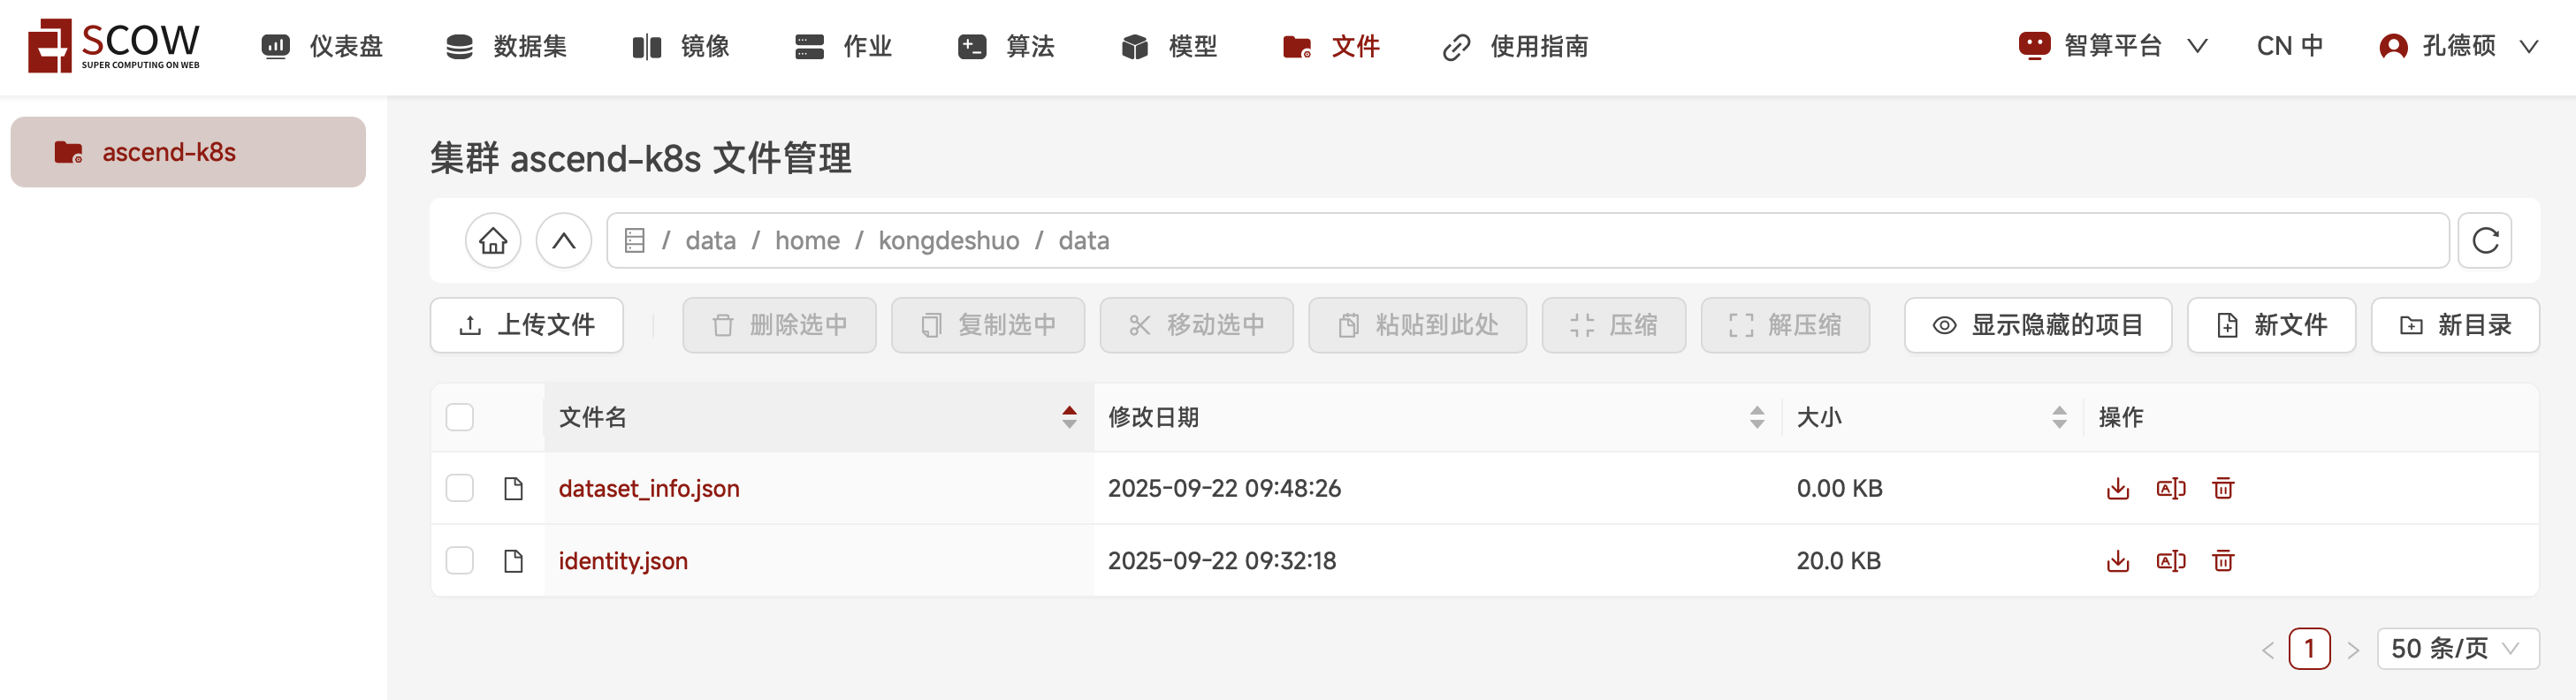 SCOW
SUPER COMPUTING ON WEB
仪表盘 数据集 镜像 作业 算法 模型 文件 使用指南 智算平台 CN 中 孔德硕
ascend-k8s
集群 ascend-k8s 文件管理
/ data / home / kongdeshuo / data
上传文件 删除选中 复制选中 移动选中 粘贴到此处 压缩 解压缩 显示隐藏的项目 新文件 新目录
文件名 修改日期 大小 操作
dataset_info.json 2025-09-22 09:48:26 0.00 KB
identity.json 2025-09-22 09:32:18 20.0 KB
< 1 > 50 条/页